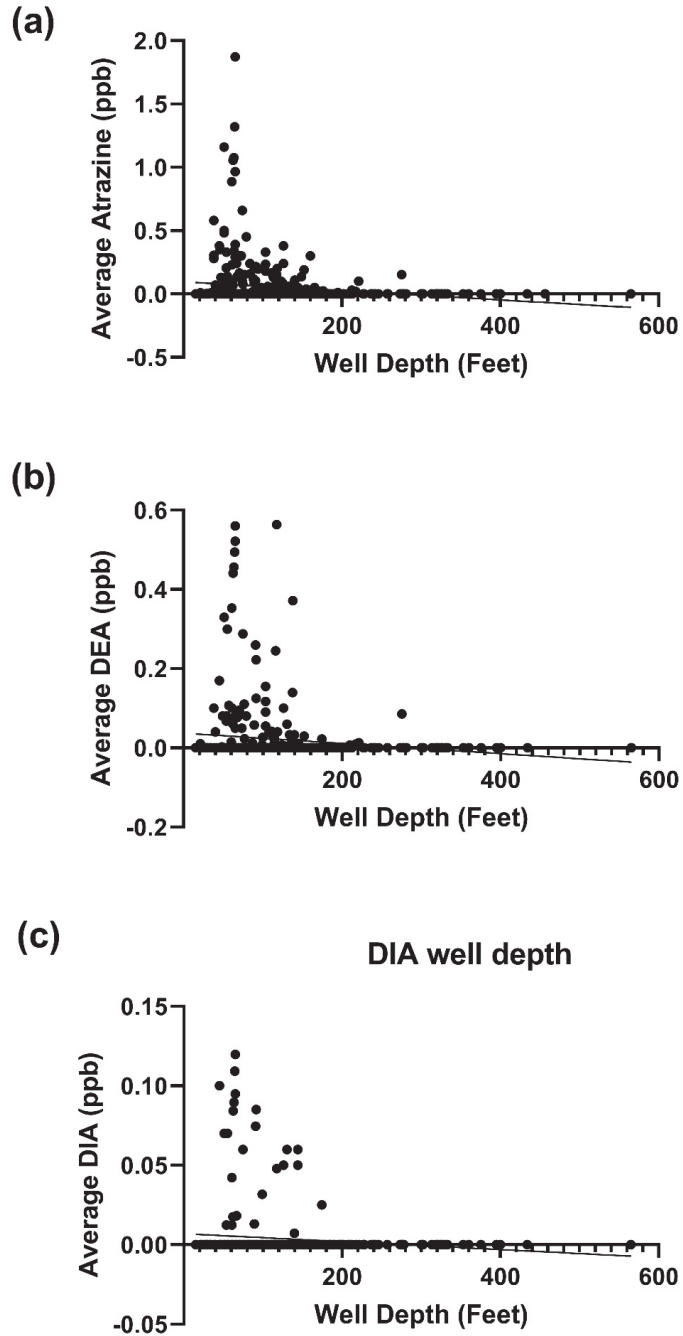 (a)
2.0
1.5
1.0
0.5
0.0
-0.5
Average Atrazine (ppb)
200 400 600
Well Depth (Feet)
(b)
0.6
0.4
0.2
0.0
-0.2
Average DEA (ppb)
200 400 600
Well Depth (Feet)
(c)
DIA well depth
0.15
0.10
0.05
0.00
-0.05
Average DIA (ppb)
200 400 600
Well Depth (Feet)